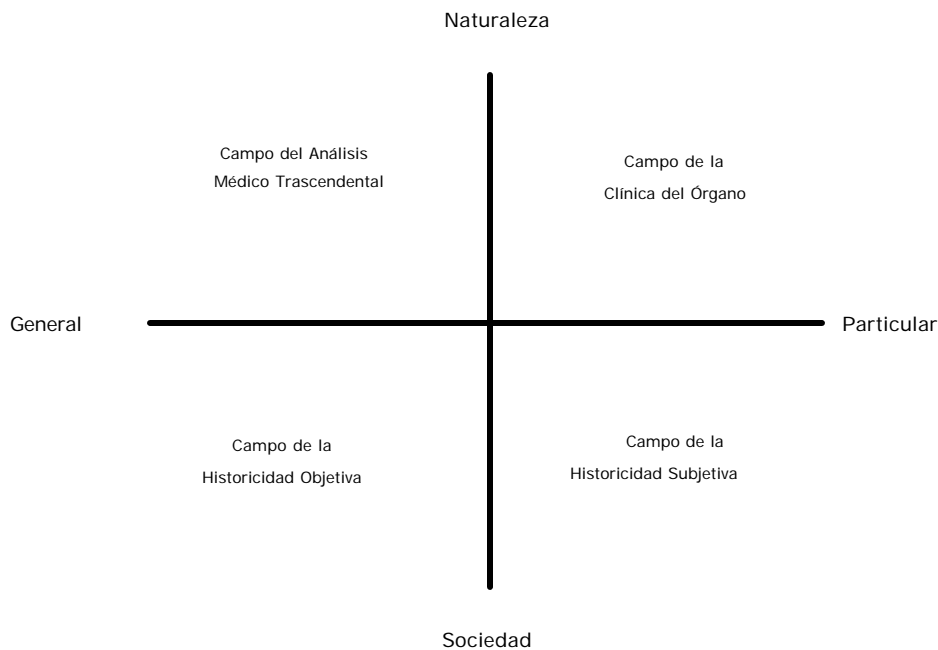 Naturaleza
Campo del Análisis
Médico Trascendental
Campo de la
Clínica del Órgano
General
Particular
Campo de la
Historicidad Objetiva
Campo de la
Historicidad Subjetiva
Sociedad